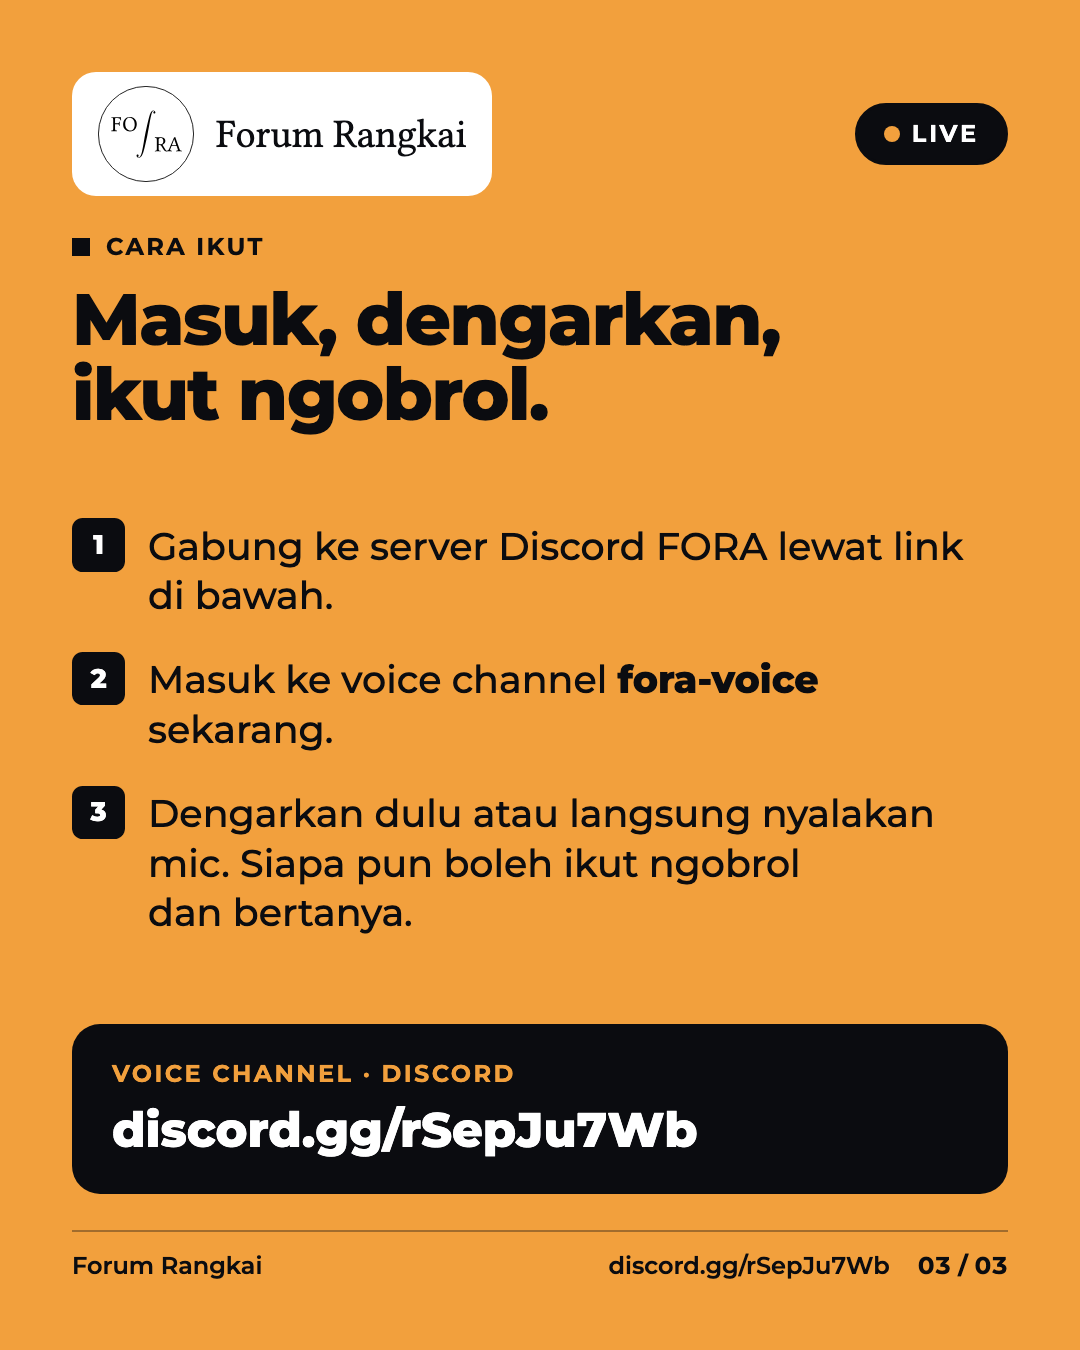 FO
RA
Forum Rangkai
LIVE
CARA IKUT
Masuk, dengarkan,
ikut ngobrol.
1
Gabung ke server Discord FORA lewat link
di bawah.
2
Masuk ke voice channel fora-voice
sekarang.
3
Dengarkan dulu atau langsung nyalakan
mic. Siapa pun boleh ikut ngobrol
dan bertanya.
VOICE CHANNEL · DISCORD
discord.gg/rSepJu7Wb
Forum Rangkai
discord.gg/rSepJu7Wb 03 / 03